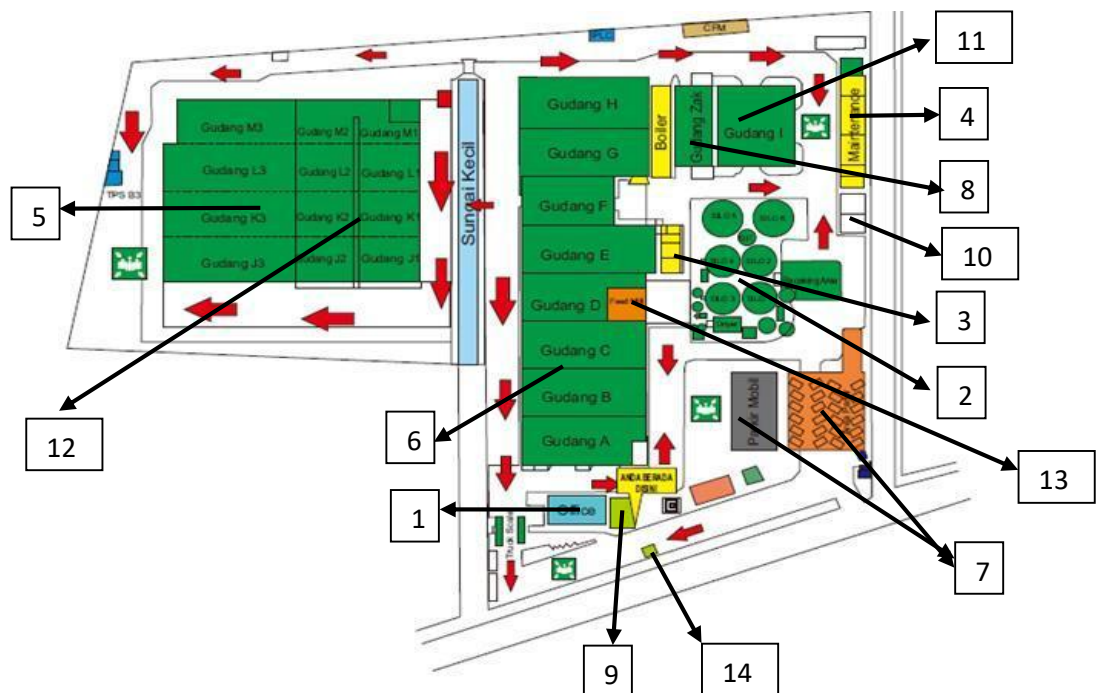 CFM
PLC
11
Gudang H
Gudang M3
Gudang M2
Gudang M1
Boiler
Gudang Zak
Gudang I
Maintenance
4
Gudang G
Gudang L3
Gudang L2
Gudang L1
8
TPS B3
5
Sungai Kecil
Gudang F
Gudang K3
Gudang K2
Gudang K1
10
Gudang E
Gudang J3
Gudang J2
Gudang J1
3
Gudang D
Feed Mill
Dryer
Gudang C
2
Gudang B
Parkir Mobil
12
6
Gudang A
13
ANDA BERADA
DISINI
1
Office
Truck Scale
7
9
14